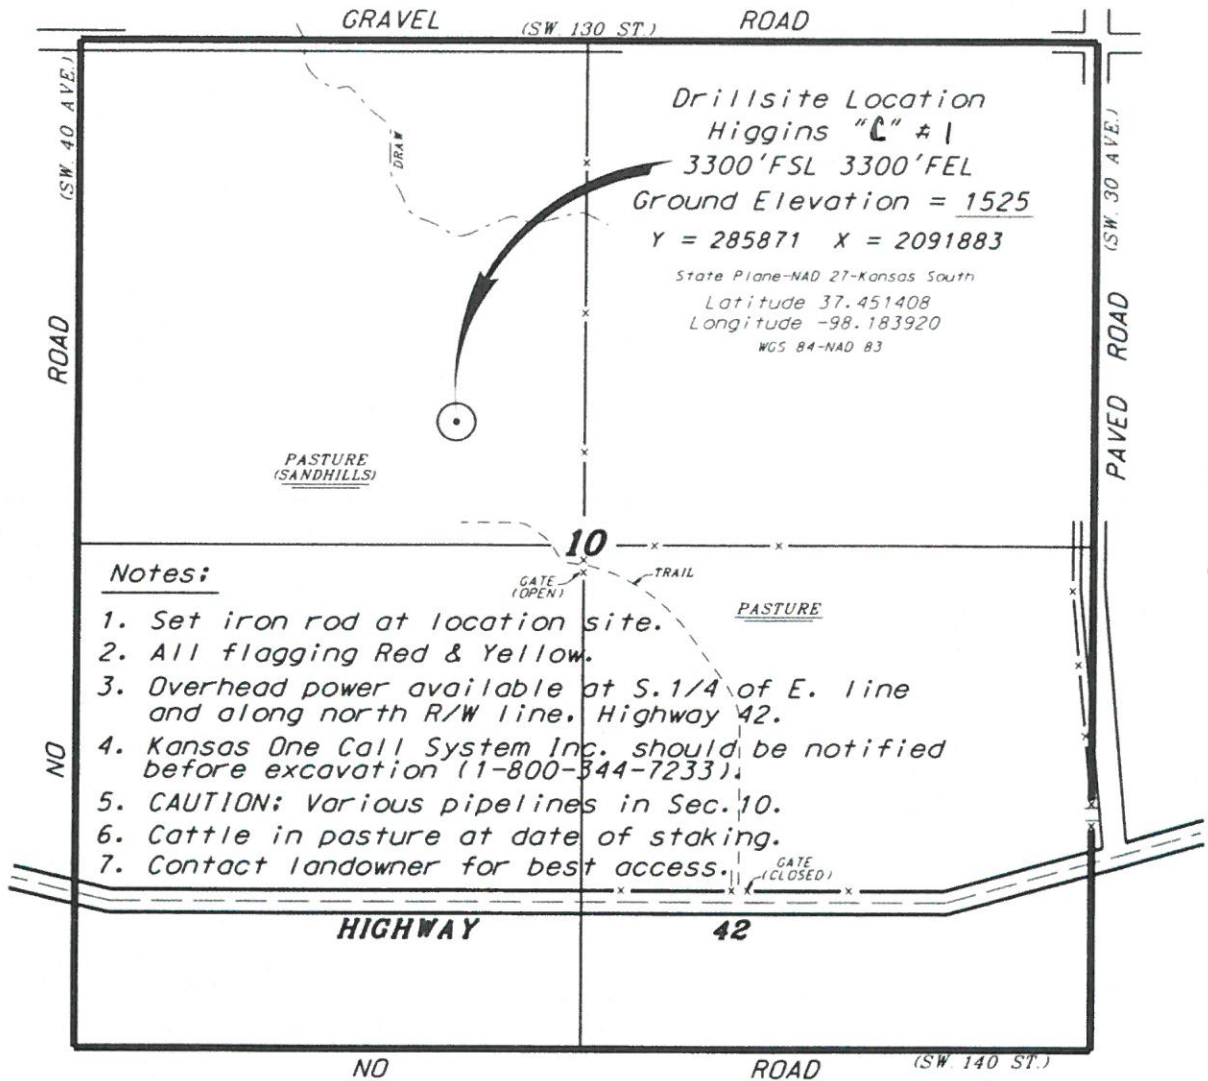 GRAVEL (SW. 130 ST.) ROAD
(SW. 40 AVE.)
ROAD
NO
DRAW
Drillsite Location
Higgins "C" #1
3300'FSL 3300'FEL
Ground Elevation = 1525
Y = 285871 X = 2091883
State Plane-NAD 27-Kansas South
Latitude 37.451408
Longitude -98.183920
WGS 84-NAD 83
(SW. 30 AVE.)
PAVED ROAD
PASTURE
(SANDHILLS)
10
GATE
(OPEN)
TRAIL
PASTURE
Notes:
1. Set iron rod at location site.
2. All flagging Red & Yellow.
3. Overhead power available at S.1/4 of E. line
and along north R/W line. Highway 42.
4. Kansas One Call System Inc. should be notified
before excavation (1-800-344-7233).
5. CAUTION: Various pipelines in Sec.10.
6. Cattle in pasture at date of staking.
7. Contact landowner for best access.
GATE
(CLOSED)
HIGHWAY 42
NO ROAD (SW. 140 ST.)